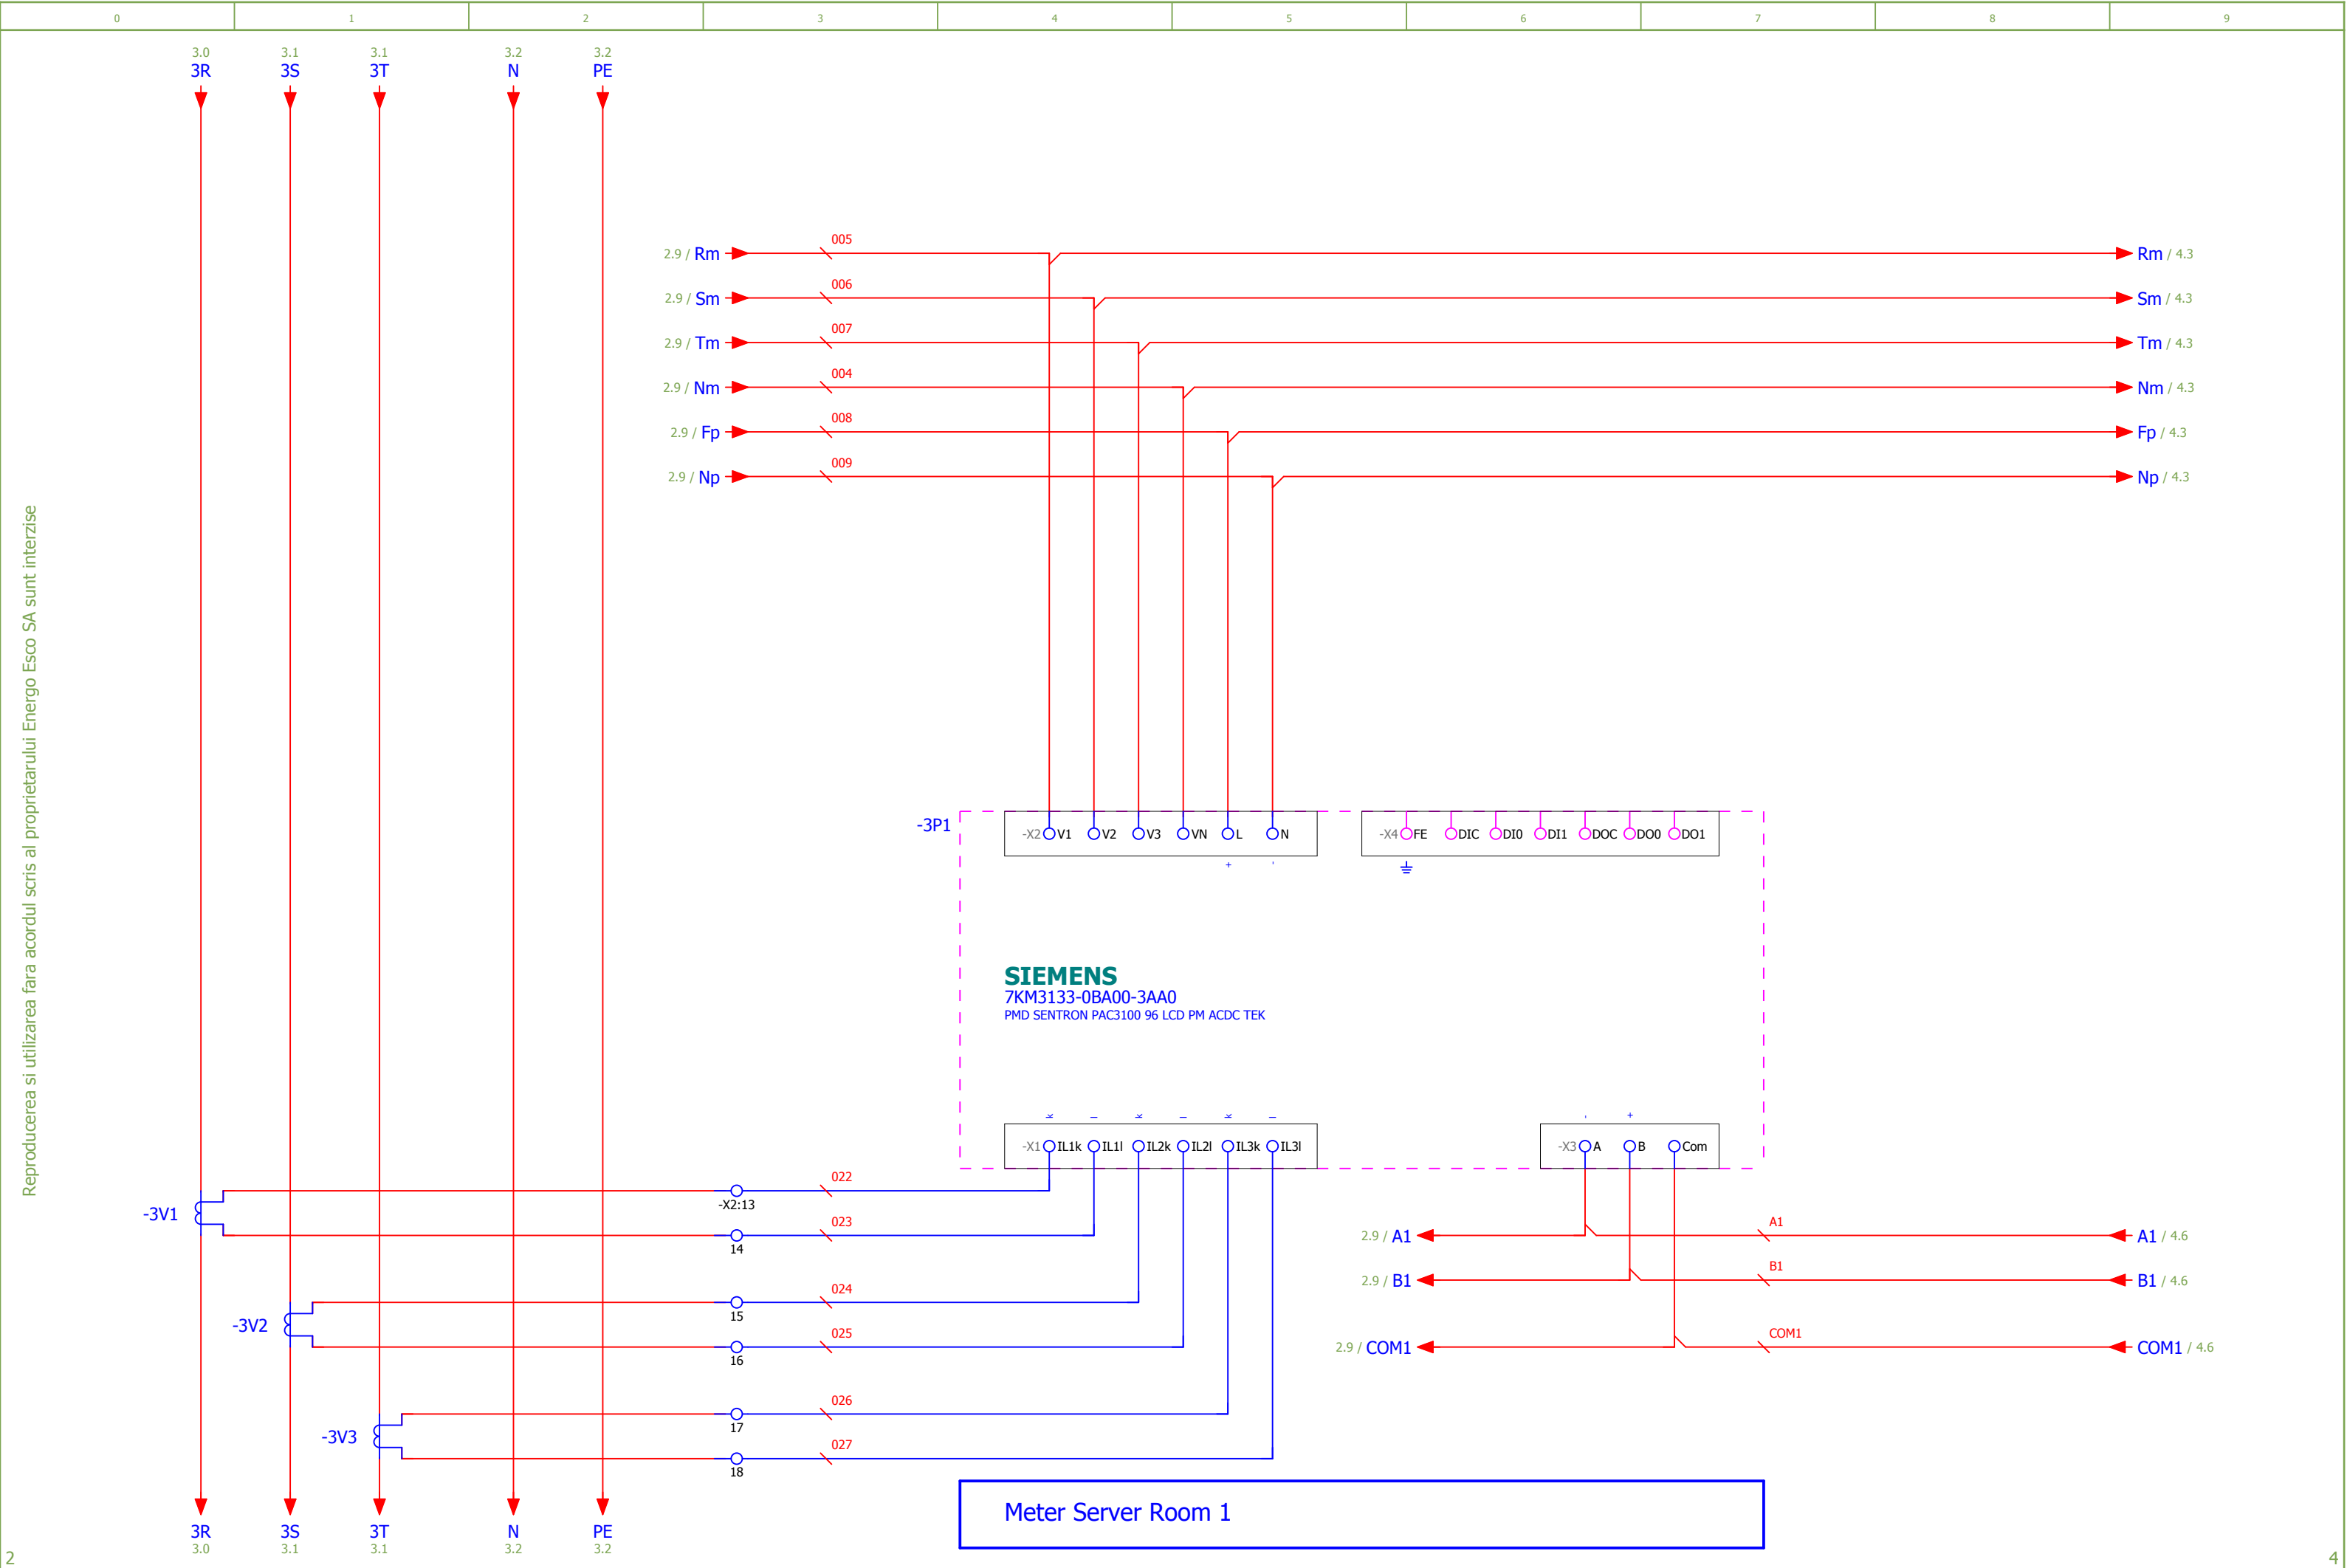 0 1 2 3 4 5 6 7 8 9
3.0 3.1 3.1 3.2 3.2
3R 3S 3T N PE
2.9 / Rm 005 Rm / 4.3
2.9 / Sm 006 Sm / 4.3
2.9 / Tm 007 Tm / 4.3
2.9 / Nm 004 Nm / 4.3
2.9 / Fp 008 Fp / 4.3
2.9 / Np 009 Np / 4.3
Reproducerea si utilizarea fara acordul scris al proprietarului Energo Esco SA sunt interzise
-3P1
-X2 V1 V2 V3 VN L N -X4 FE DIC DI0 DI1 DOC DO0 DO1
+ -
SIEMENS
7KM3133-0BA00-3AA0
PMD SENTRON PAC3100 96 LCD PM ACDC TEK
k l k l k l - +
-X1 IL1k IL1l IL2k IL2l IL3k IL3l -X3 A B Com
022
-X2:13
-3V1
023
14
2.9 / A1 A1 A1 / 4.6
2.9 / B1 B1 B1 / 4.6
024
15
-3V2
025
16
2.9 / COM1 COM1 COM1 / 4.6
026
17
-3V3
027
18
Meter Server Room 1
3R 3S 3T N PE
3.0 3.1 3.1 3.2 3.2
2 4